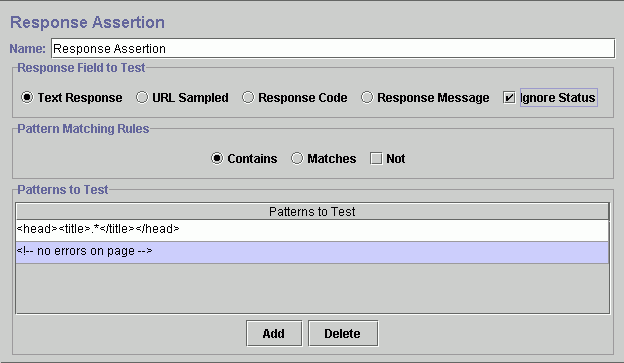 Response Assertion
Name: Response Assertion
Response Field to Test
Text Response URL Sampled Response Code Response Message Ignore Status
Pattern Matching Rules
Contains Matches Not
Patterns to Test
Patterns to Test
<head><title>.*</title></head>
<!-- no errors on page -->
Add Delete